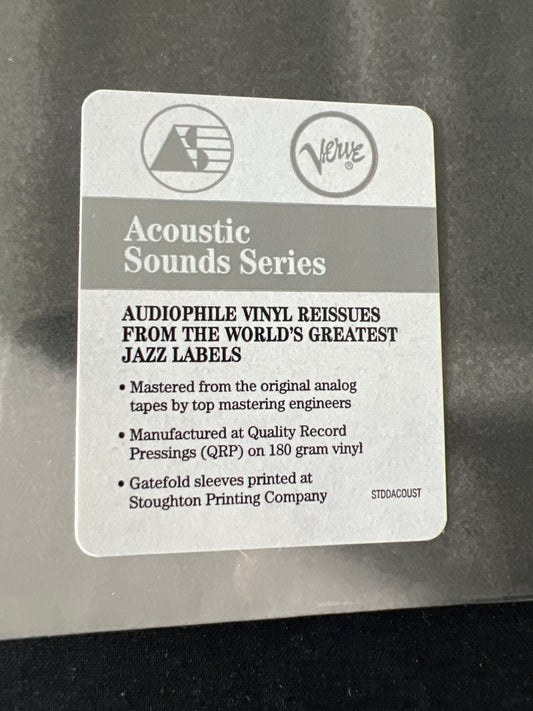 AS
Verve
®
Acoustic
Sounds Series
AUDIOPHILE VINYL REISSUES
FROM THE WORLD'S GREATEST
JAZZ LABELS
• Mastered from the original analog
tapes by top mastering engineers
• Manufactured at Quality Record
Pressings (QRP) on 180 gram vinyl
• Gatefold sleeves printed at
Stoughton Printing Company
STDDACOUST